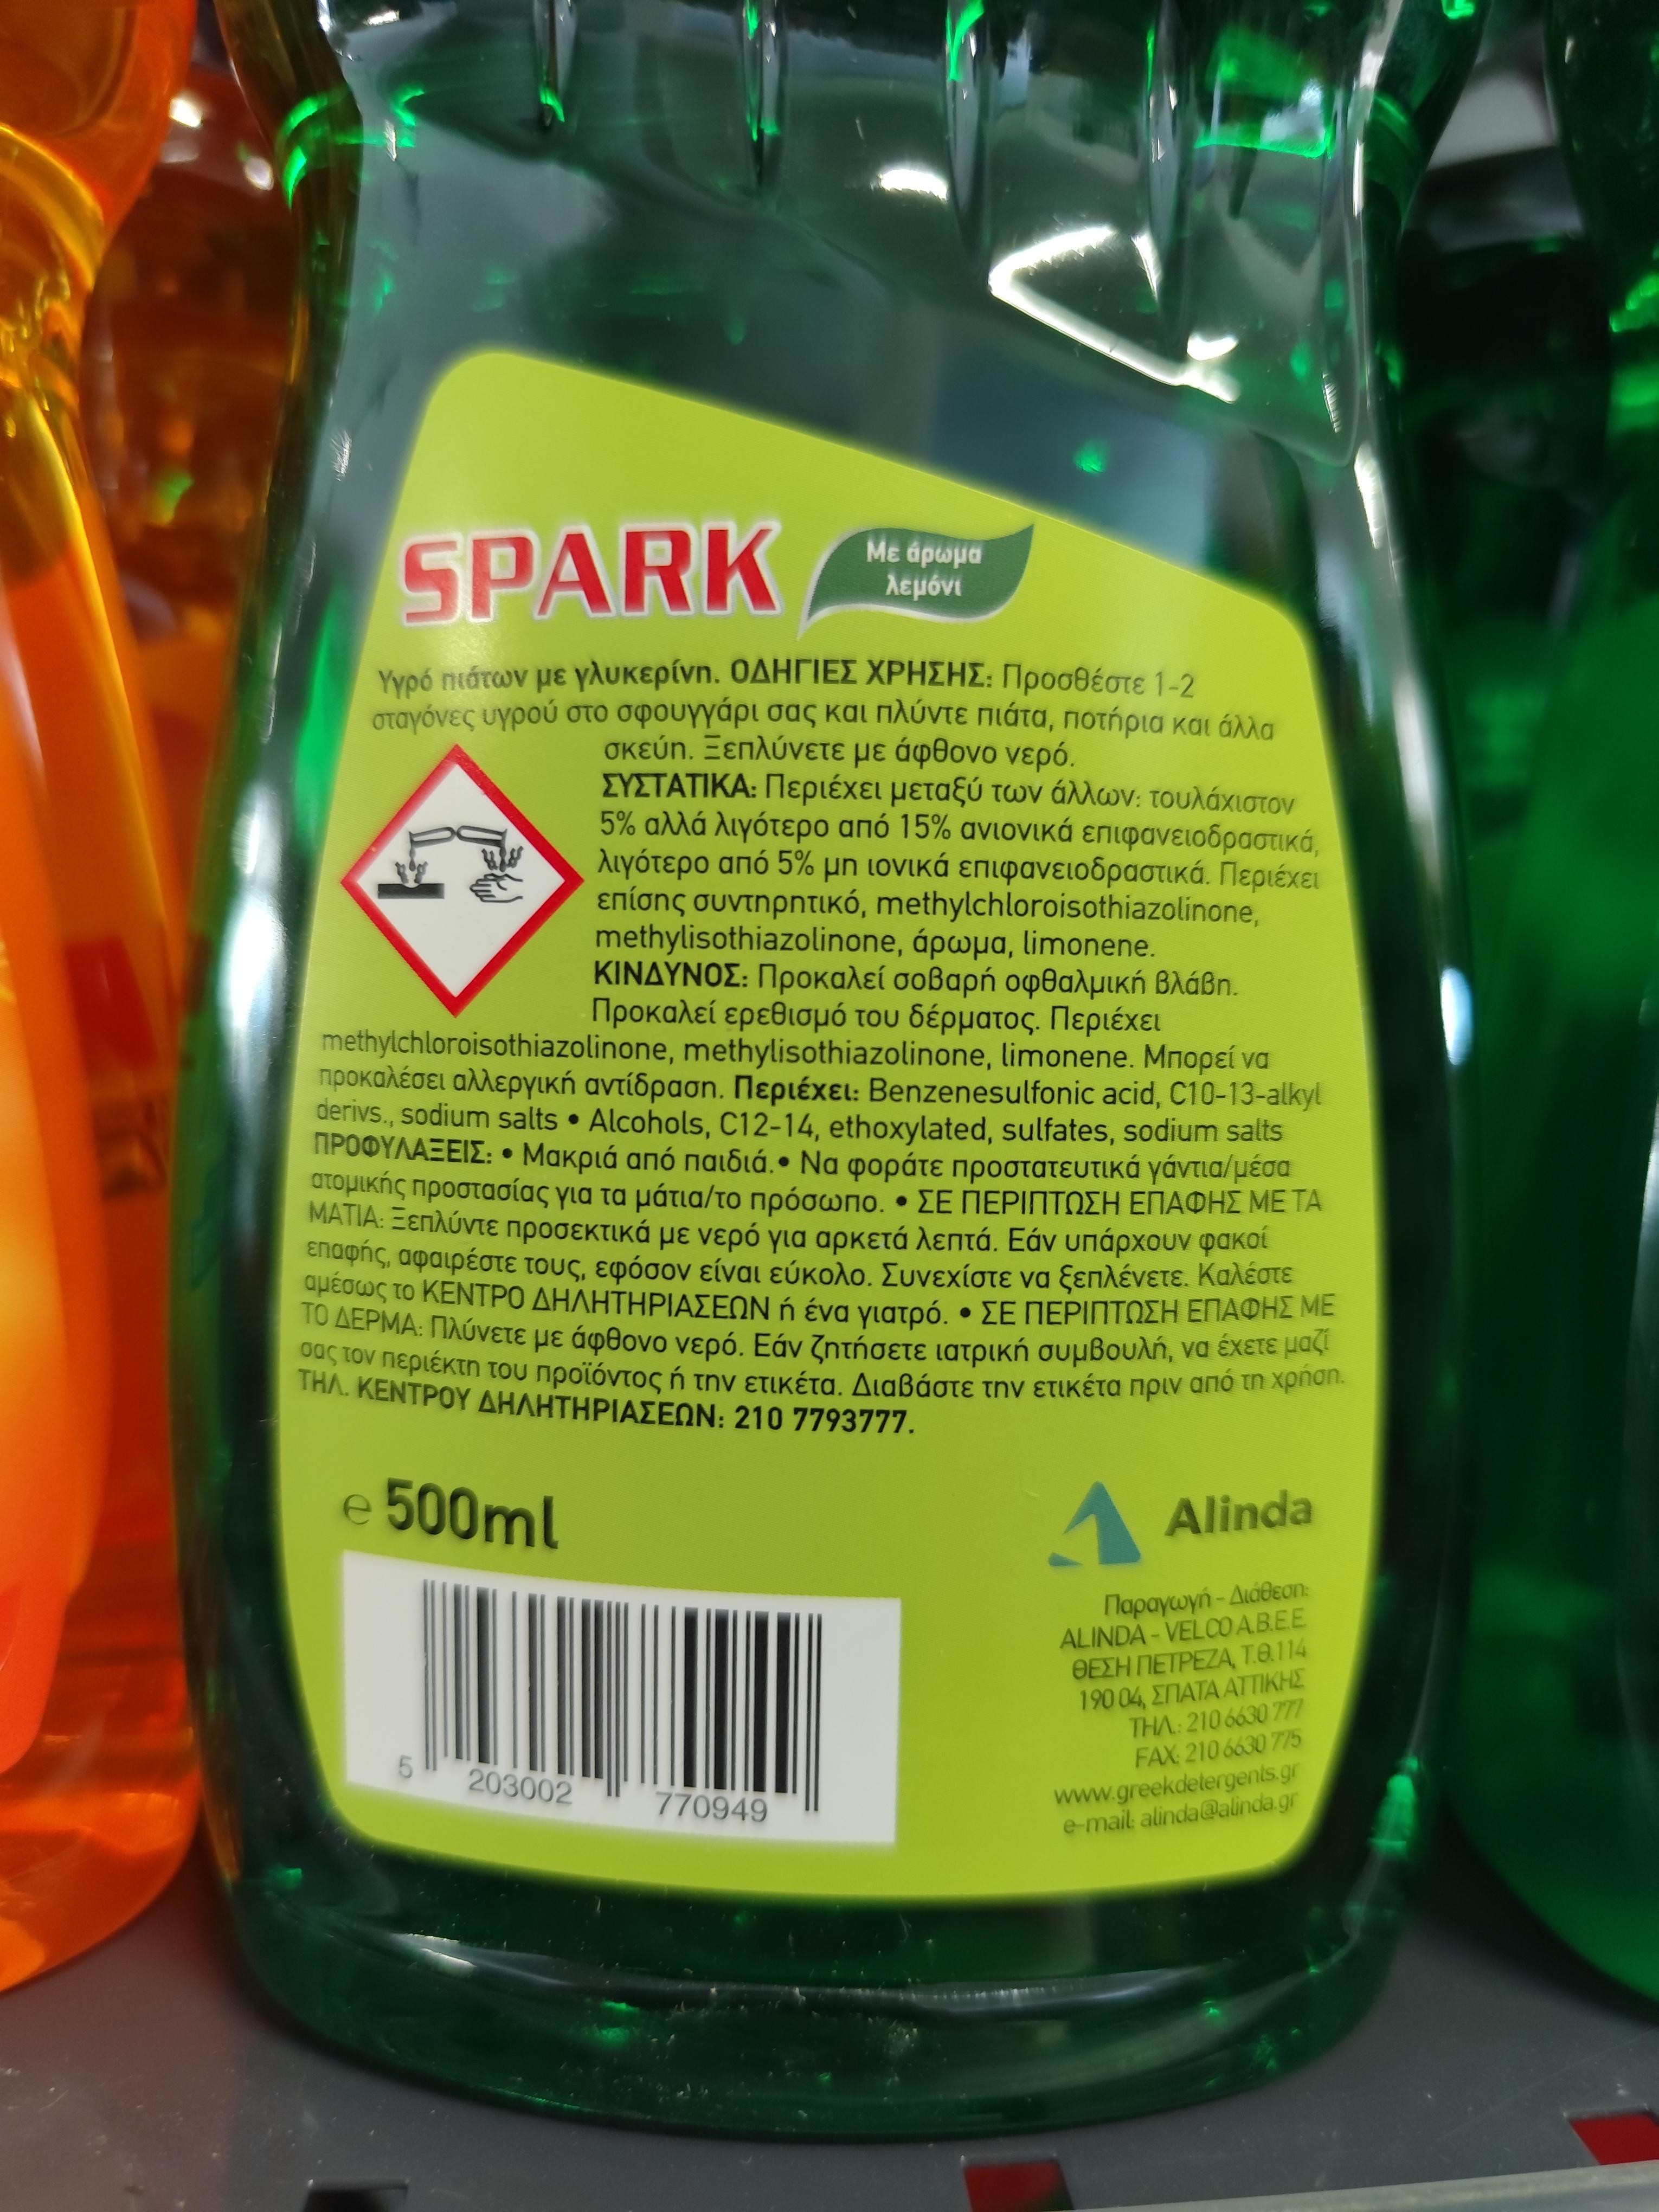 SPARK
Με άρωμα
λεμόνι
Υγρό πιάτων με γλυκερίνη. ΟΔΗΓΙΕΣ ΧΡΗΣΗΣ: Προσθέστε 1-2
σταγόνες υγρού στο σφουγγάρι σας και πλύντε πιάτα, ποτήρια και άλλα
σκεύη. Ξεπλύνετε με άφθονο νερό.
ΣΥΣΤΑΤΙΚΑ: Περιέχει μεταξύ των άλλων: τουλάχιστον
5% αλλά λιγότερο από 15% ανιονικά επιφανειοδραστικά,
λιγότερο από 5% μη ιονικά επιφανειοδραστικά. Περιέχει
επίσης συντηρητικό, methylchloroisothiazolinone,
methylisothiazolinone, άρωμα, limonene.
ΚΙΝΔΥΝΟΣ: Προκαλεί σοβαρή οφθαλμική βλάβη.
Προκαλεί ερεθισμό του δέρματος. Περιέχει
methylchloroisothiazolinone, methylisothiazolinone, limonene. Μπορεί να
προκαλέσει αλλεργική αντίδραση. Περιέχει: Benzenesulfonic acid, C10-13-alkyl
derivs., sodium salts • Alcohols, C12-14, ethoxylated, sulfates, sodium salts
ΠΡΟΦΥΛΑΞΕΙΣ: • Μακριά από παιδιά.• Να φοράτε προστατευτικά γάντια/μέσα
ατομικής προστασίας για τα μάτια/το πρόσωπο. • ΣΕ ΠΕΡΙΠΤΩΣΗ ΕΠΑΦΗΣ ΜΕ ΤΑ
ΜΑΤΙΑ: Ξεπλύντε προσεκτικά με νερό για αρκετά λεπτά. Εάν υπάρχουν φακοί
επαφής, αφαιρέστε τους, εφόσον είναι εύκολο. Συνεχίστε να ξεπλένετε. Καλέστε
αμέσως το ΚΕΝΤΡΟ ΔΗΛΗΤΗΡΙΑΣΕΩΝ ή ένα γιατρό. • ΣΕ ΠΕΡΙΠΤΩΣΗ ΕΠΑΦΗΣ ΜΕ
ΤΟ ΔΕΡΜΑ: Πλύνετε με άφθονο νερό. Εάν ζητήσετε ιατρική συμβουλή, να έχετε μαζί
σας τον περιέκτη του προϊόντος ή την ετικέτα. Διαβάστε την ετικέτα πριν από τη χρήση.
ΤΗΛ. ΚΕΝΤΡΟΥ ΔΗΛΗΤΗΡΙΑΣΕΩΝ: 210 7793777.
℮ 500ml
Alinda
Παραγωγή - Διάθεση:
ALINDA - VELCO Α.Β.Ε.Ε.
ΘΕΣΗ ΠΕΤΡΕΖΑ, Τ.Θ.114
190 04, ΣΠΑΤΑ ΑΤΤΙΚΗΣ
ΤΗΛ.: 210 6630 777
FAX: 210 6630 775
www.greekdetergents.gr
e-mail: alinda@alinda.gr
5 203002 770949